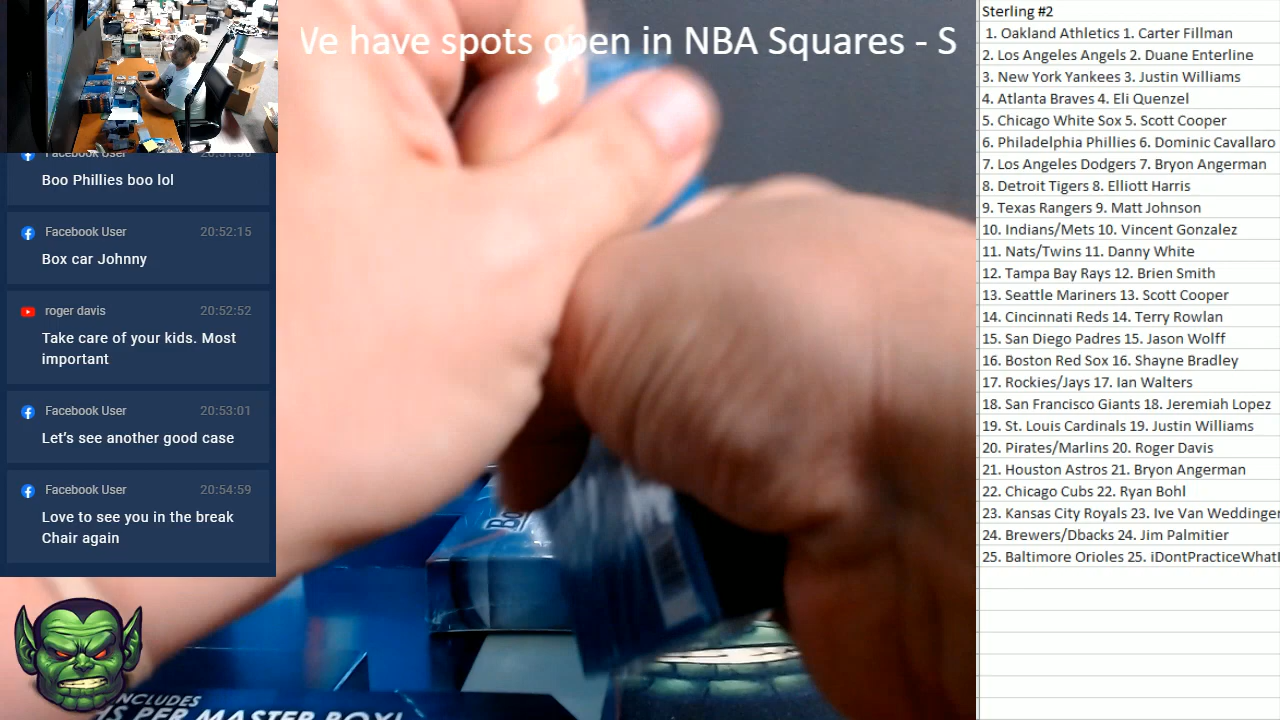 Ve have spots open in NBA Squares - S
Facebook User 20:51:50
Boo Phillies boo lol
Facebook User 20:52:15
Box car Johnny
roger davis 20:52:52
Take care of your kids. Most
important
Facebook User 20:53:01
Let's see another good case
Facebook User 20:54:59
Love to see you in the break
Chair again
NCLUDES
S PER MASTER BOX!
Sterling #2
1. Oakland Athletics 1. Carter Fillman
2. Los Angeles Angels 2. Duane Enterline
3. New York Yankees 3. Justin Williams
4. Atlanta Braves 4. Eli Quenzel
5. Chicago White Sox 5. Scott Cooper
6. Philadelphia Phillies 6. Dominic Cavallaro
7. Los Angeles Dodgers 7. Bryon Angerman
8. Detroit Tigers 8. Elliott Harris
9. Texas Rangers 9. Matt Johnson
10. Indians/Mets 10. Vincent Gonzalez
11. Nats/Twins 11. Danny White
12. Tampa Bay Rays 12. Brien Smith
13. Seattle Mariners 13. Scott Cooper
14. Cincinnati Reds 14. Terry Rowlan
15. San Diego Padres 15. Jason Wolff
16. Boston Red Sox 16. Shayne Bradley
17. Rockies/Jays 17. Ian Walters
18. San Francisco Giants 18. Jeremiah Lopez
19. St. Louis Cardinals 19. Justin Williams
20. Pirates/Marlins 20. Roger Davis
21. Houston Astros 21. Bryon Angerman
22. Chicago Cubs 22. Ryan Bohl
23. Kansas City Royals 23. Ive Van Weddinger
24. Brewers/Dbacks 24. Jim Palmitier
25. Baltimore Orioles 25. iDontPracticeWhatI